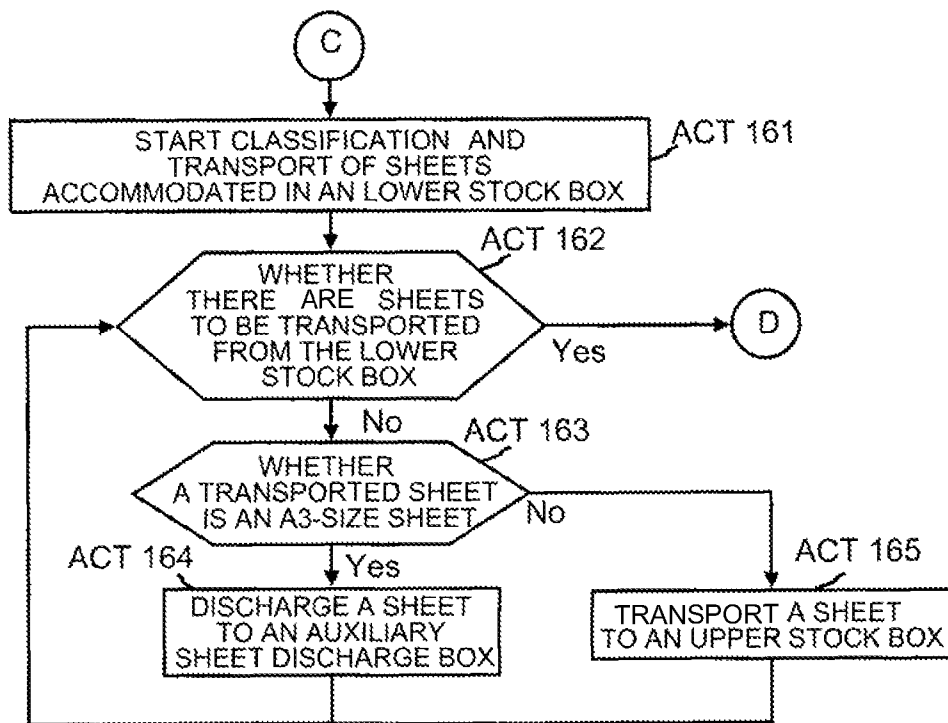 C
START CLASSIFICATION AND
TRANSPORT OF SHEETS
ACCOMMODATED IN AN LOWER STOCK BOX
ACT 161
ACT 162
WHETHER
THERE ARE SHEETS
TO BE TRANSPORTED
FROM THE LOWER
STOCK BOX
Yes
D
No
ACT 163
WHETHER
A TRANSPORTED SHEET
IS AN A3-SIZE SHEET
No
ACT 164
Yes
ACT 165
DISCHARGE A SHEET
TO AN AUXILIARY
SHEET DISCHARGE BOX
TRANSPORT A SHEET
TO AN UPPER STOCK BOX